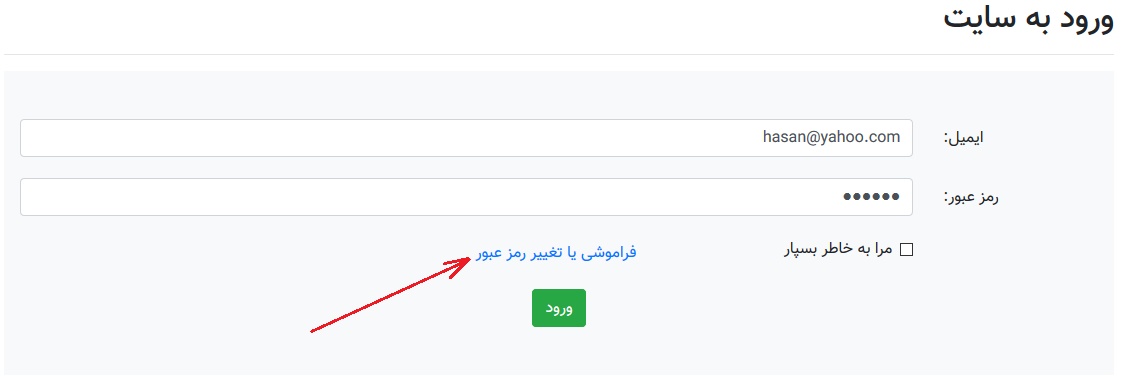 ورود به سایت
ایمیل: hasan@yahoo.com
رمز عبور: ••••••
مرا به خاطر بسپار فراموشی یا تغییر رمز عبور
ورود